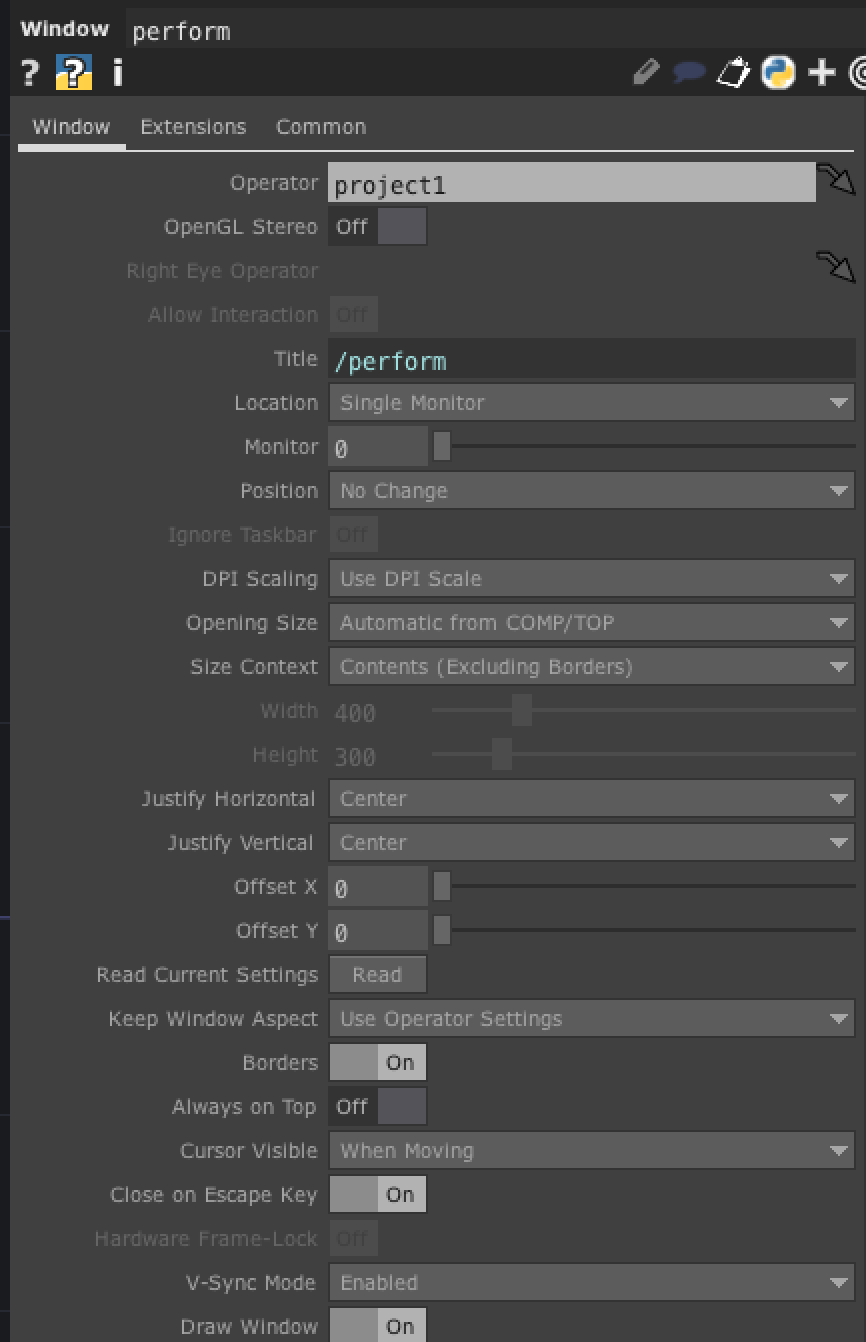 Window perform
? ? i
Window Extensions Common
Operator project1
OpenGL Stereo Off
Right Eye Operator
Allow Interaction Off
Title /perform
Location Single Monitor
Monitor 0
Position No Change
Ignore Taskbar Off
DPI Scaling Use DPI Scale
Opening Size Automatic from COMP/TOP
Size Context Contents (Excluding Borders)
Width 400
Height 300
Justify Horizontal Center
Justify Vertical Center
Offset X 0
Offset Y 0
Read Current Settings Read
Keep Window Aspect Use Operator Settings
Borders On
Always on Top Off
Cursor Visible When Moving
Close on Escape Key On
Hardware Frame-Lock Off
V-Sync Mode Enabled
Draw Window On